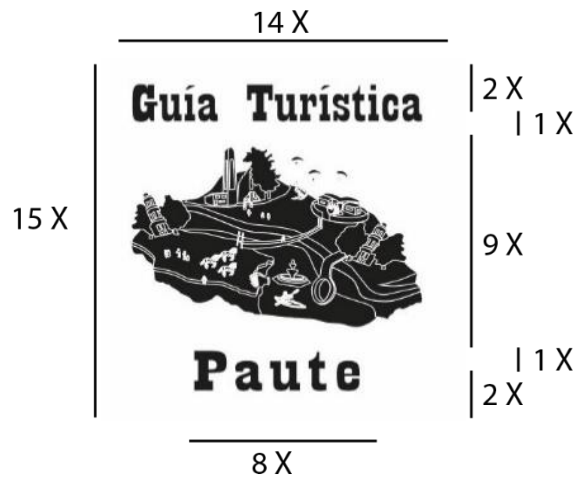 14 X
2 X
Guía Turística
1 X
15 X
9 X
1 X
Paute
2 X
8 X